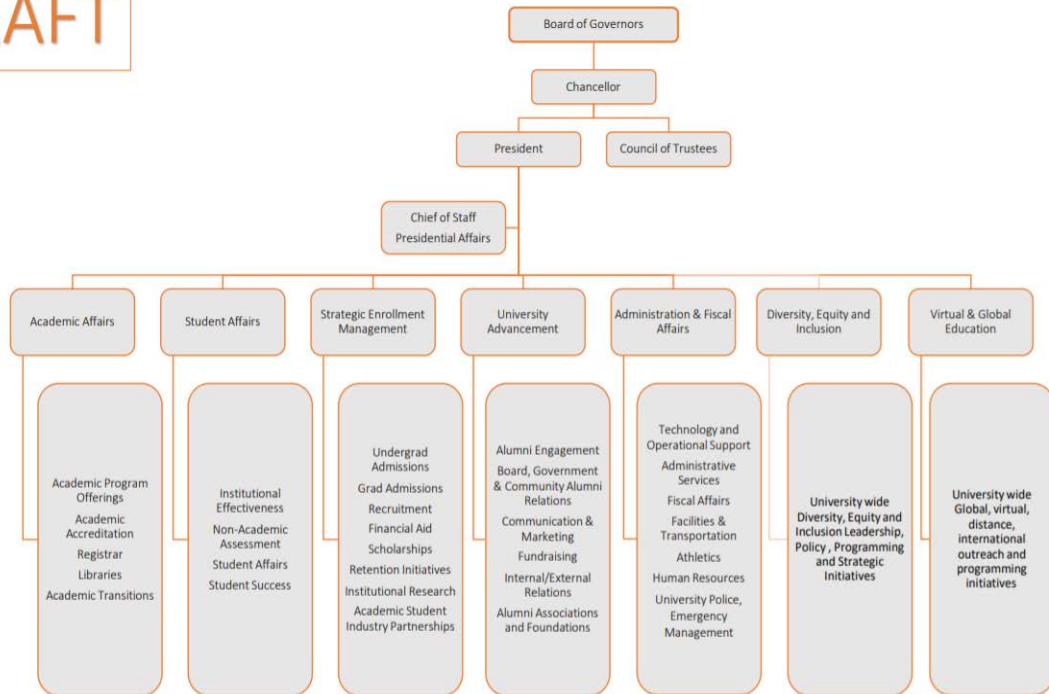 AFT
Board of Governors
Chancellor
President
Council of Trustees
Chief of Staff
Presidential Affairs
Academic Affairs
Student Affairs
Strategic Enrollment
Management
University
Advancement
Administration & Fiscal
Affairs
Diversity, Equity and
Inclusion
Virtual & Global
Education
Academic Program
Offerings
Academic
Accreditation
Registrar
Libraries
Academic Transitions
Institutional
Effectiveness
Non-Academic
Assessment
Student Affairs
Student Success
Undergrad
Admissions
Grad Admissions
Recruitment
Financial Aid
Scholarships
Retention Initiatives
Institutional Research
Academic Student
Industry Partnerships
Alumni Engagement
Board, Government
& Community Alumni
Relations
Communication &
Marketing
Fundraising
Internal/External
Relations
Alumni Associations
and Foundations
Technology and
Operational Support
Administrative
Services
Fiscal Affairs
Facilities &
Transportation
Athletics
Human Resources
University Police,
Emergency
Management
University wide
Diversity, Equity and
Inclusion Leadership,
Policy , Programming
and Strategic
Initiatives
University wide
Global, virtual,
distance,
international
outreach and
programming
initiatives